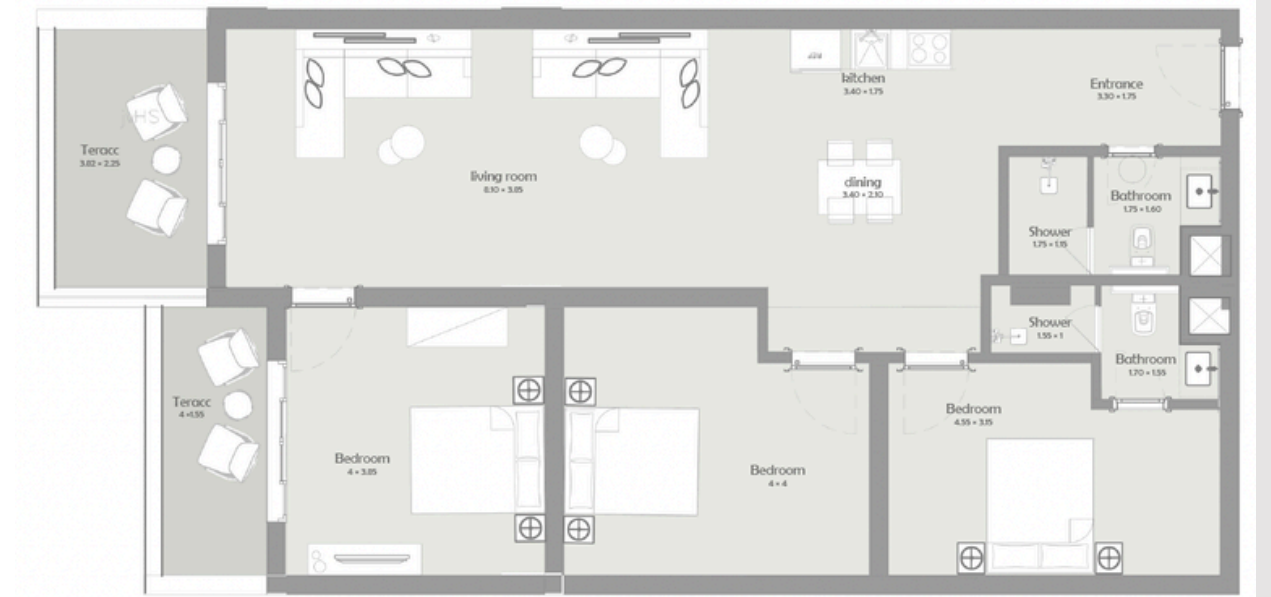 kitchen
3.40 × 1.75
Entrance
3.30 × 1.75
Teracc
3.82 × 2.25
living room
8.10 × 3.85
dining
3.40 × 2.10
Bathroom
1.75 × 1.60
Shower
1.75 × 1.15
Shower
1.55 × 1
Bathroom
1.70 × 1.55
Teracc
4 × 1.55
Bedroom
4.55 × 3.15
Bedroom
4 × 3.85
Bedroom
4 × 4